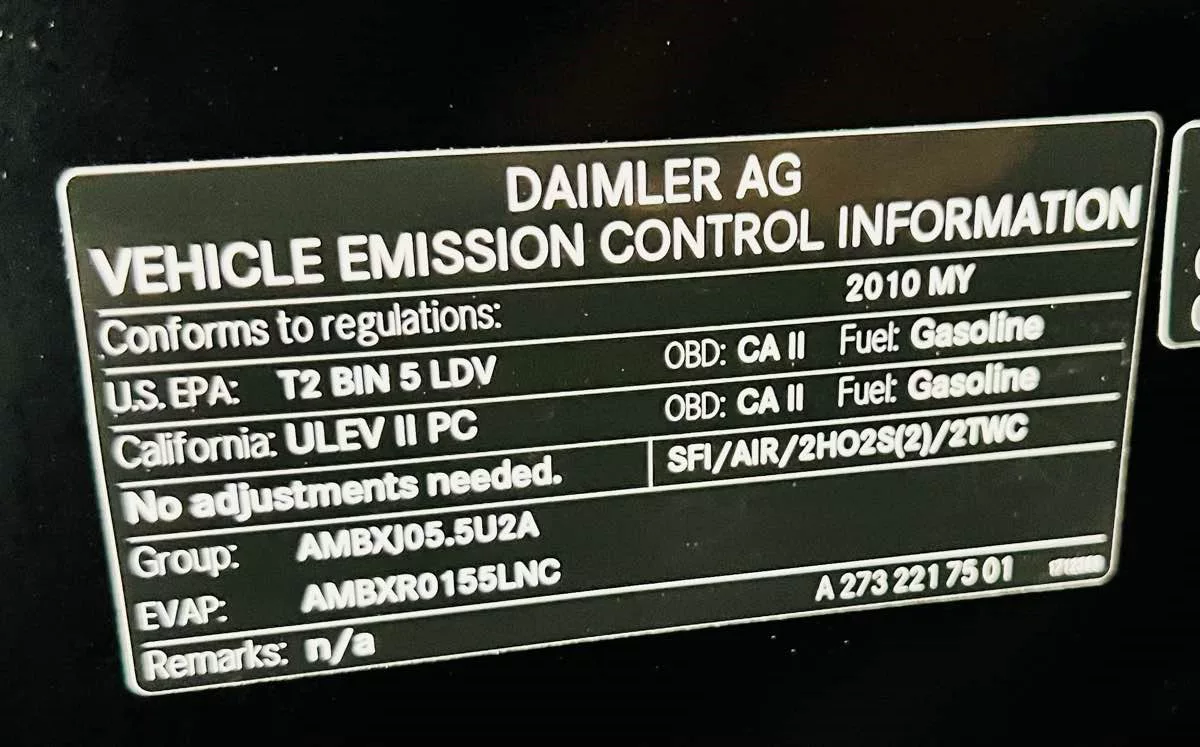 DAIMLER AG
VEHICLE EMISSION CONTROL INFORMATION
Conforms to regulations: 2010 MY
U.S. EPA: T2 BIN 5 LDV OBD: CA II Fuel: Gasoline
California: ULEV II PC OBD: CA II Fuel: Gasoline
No adjustments needed. SFI/AIR/2HO2S(2)/2TWC
Group: AMBXJ05.5U2A
EVAP: AMBXR0155LNC
Remarks: n/a A 273 221 75 01